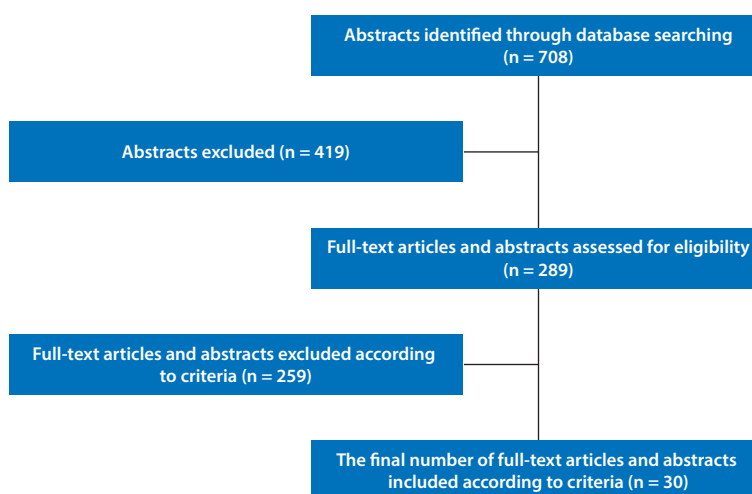 Abstracts identified through database searching
(n = 708)
Abstracts excluded (n = 419)
Full-text articles and abstracts assessed for eligibility
(n = 289)
Full-text articles and abstracts excluded according
to criteria (n = 259)
The final number of full-text articles and abstracts
included according to criteria (n = 30)